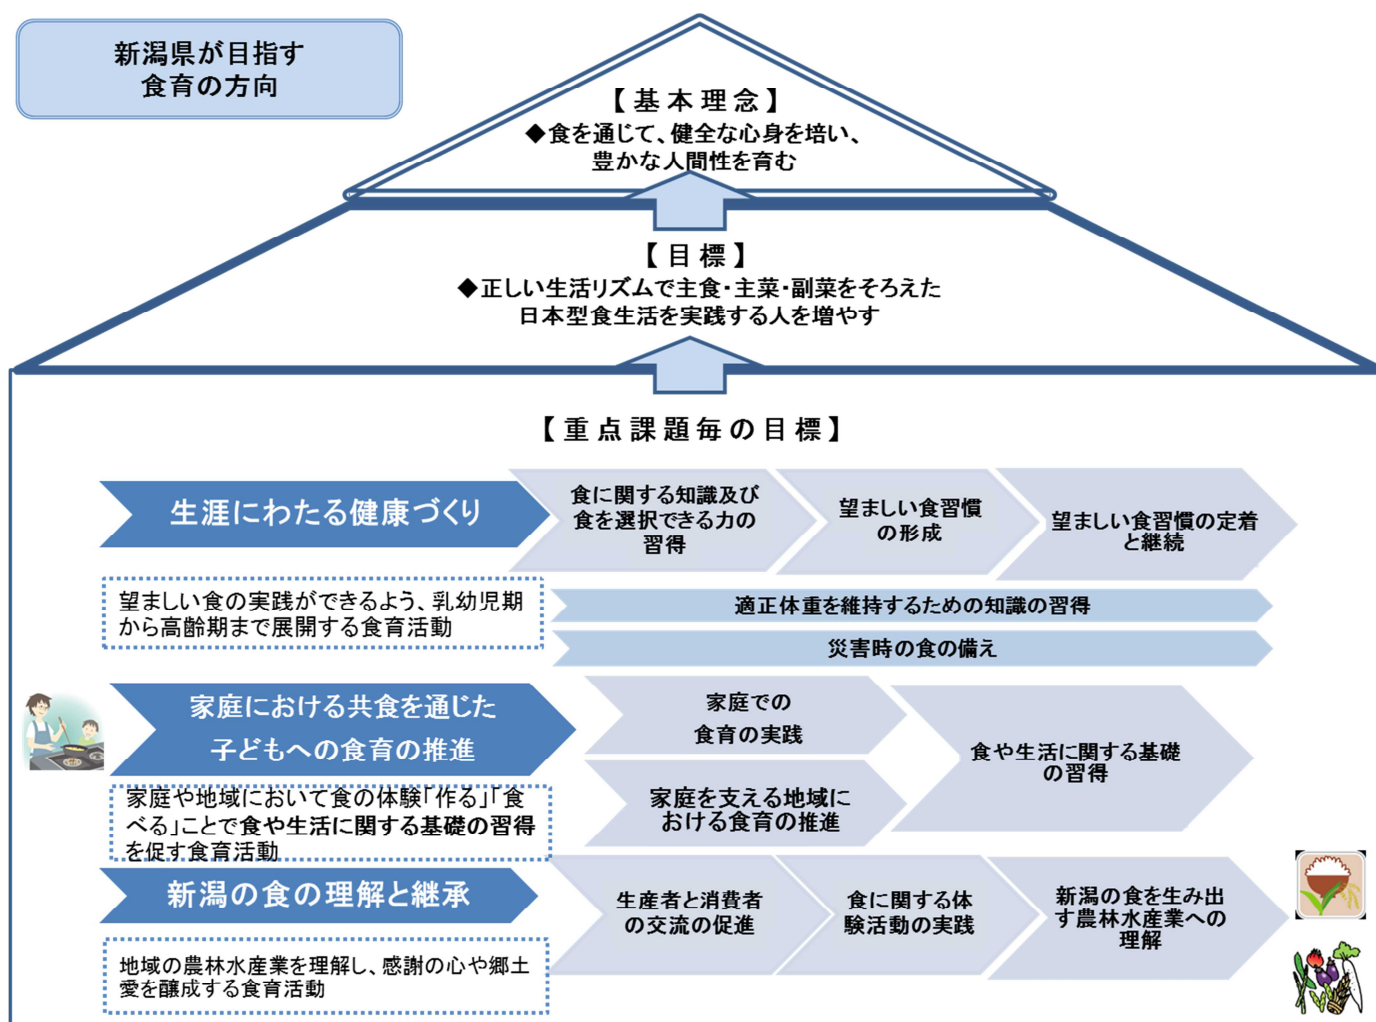 新潟県が目指す
食育の方向
【基本理念】
◆食を通じて、健全な心身を培い、
豊かな人間性を育む
【目標】
◆正しい生活リズムで主食・主菜・副菜をそろえた
日本型食生活を実践する人を増やす
【重点課題毎の目標】
生涯にわたる健康づくり
食に関する知識及び
食を選択できる力の
習得
望ましい食習慣
の形成
望ましい食習慣の定着
と継続
望ましい食の実践ができるよう、乳幼児期
から高齢期まで展開する食育活動
適正体重を維持するための知識の習得
災害時の食の備え
家庭における共食を通じた
子どもへの食育の推進
家庭での
食育の実践
家庭を支える地域に
おける食育の推進
食や生活に関する基礎
の習得
家庭や地域において食の体験「作る」「食
べる」ことで食や生活に関する基礎の習得
を促す食育活動
新潟の食の理解と継承
生産者と消費者
の交流の促進
食に関する体
験活動の実践
新潟の食を生み出
す農林水産業への
理解
地域の農林水産業を理解し、感謝の心や郷土
愛を醸成する食育活動